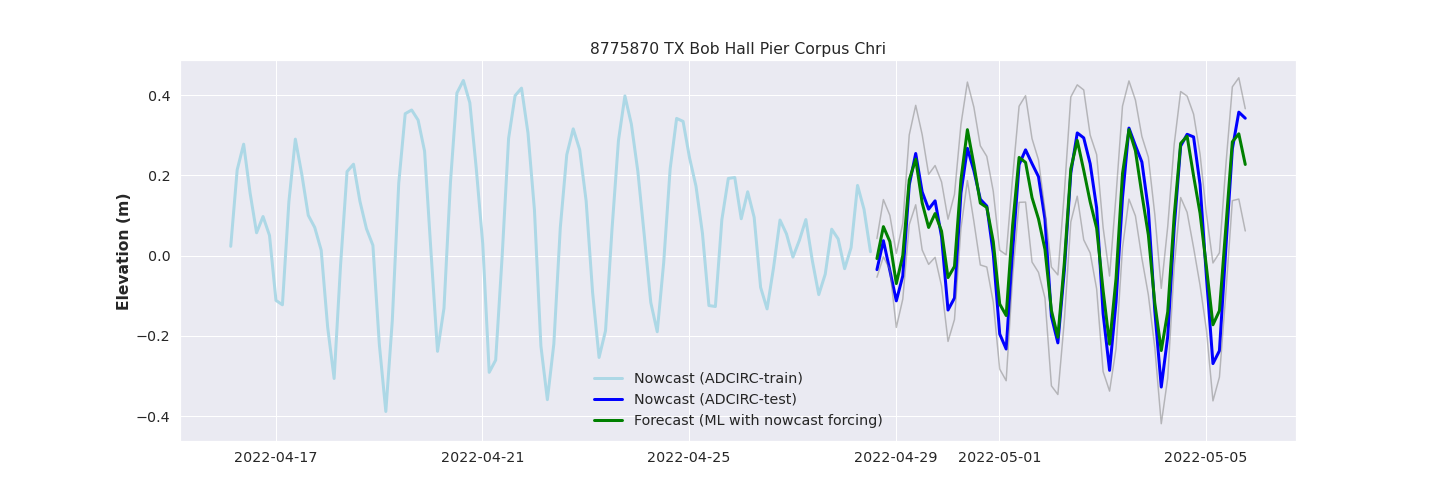 8775870 TX Bob Hall Pier Corpus Chri
Elevation (m)
0.4
0.2
0.0
−0.2
−0.4
Nowcast (ADCIRC-train)
Nowcast (ADCIRC-test)
Forecast (ML with nowcast forcing)
2022-04-17 2022-04-21 2022-04-25 2022-04-29 2022-05-01 2022-05-05